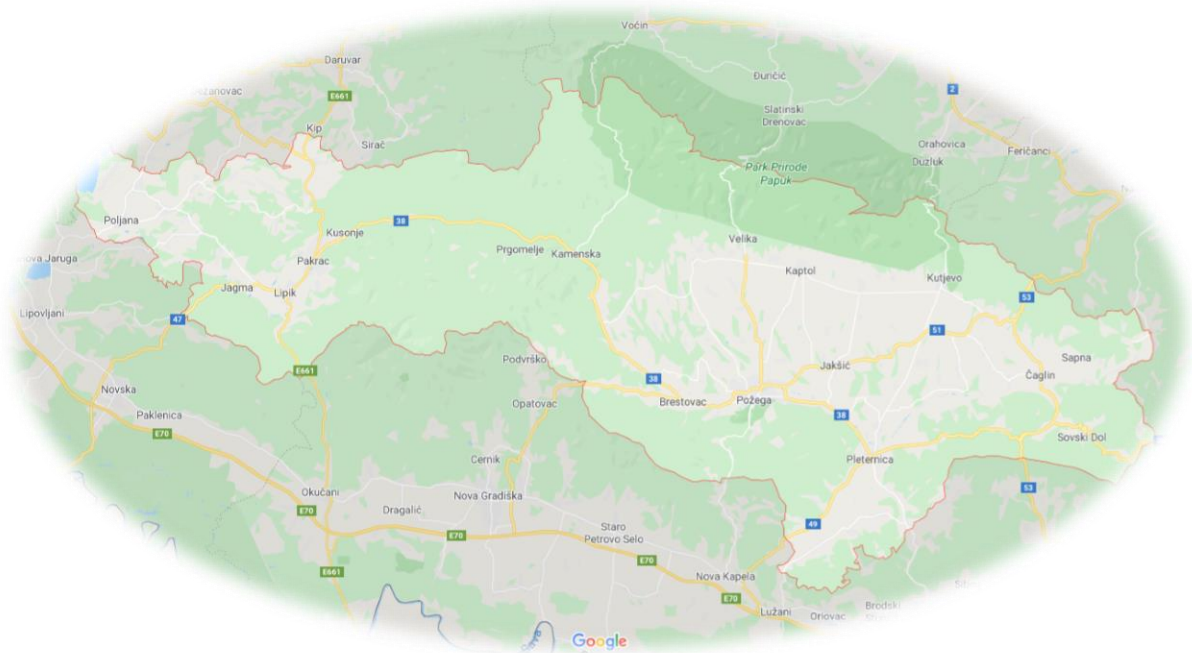 Voćin
Daruvar
Đuričić
2
E661
Slatinski
Drenovac
Kip
Sirač
Orahovica
Duzluk
Feričanci
Park Prirode
Papuk
Poljana
38
Kusonje
Velika
Prgomelje
Kamenska
Pakrac
Kaptol
Kutjevo
Jagma
Lipik
53
Lipovljani
47
51
Podvrško
E661
Sapna
Jakšić
Čaglin
38
Novska
Opatovac
Brestovac
Požega
Paklenica
38
E70
Sovski Dol
Cernik
Pleternica
Okučani
Nova Gradiška
53
E70
Dragalić
49
E70
Staro
Petrovo Selo
E70
E661
Nova Kapela
E70
Lužani
Oriovac
Brodski
Sava
Google